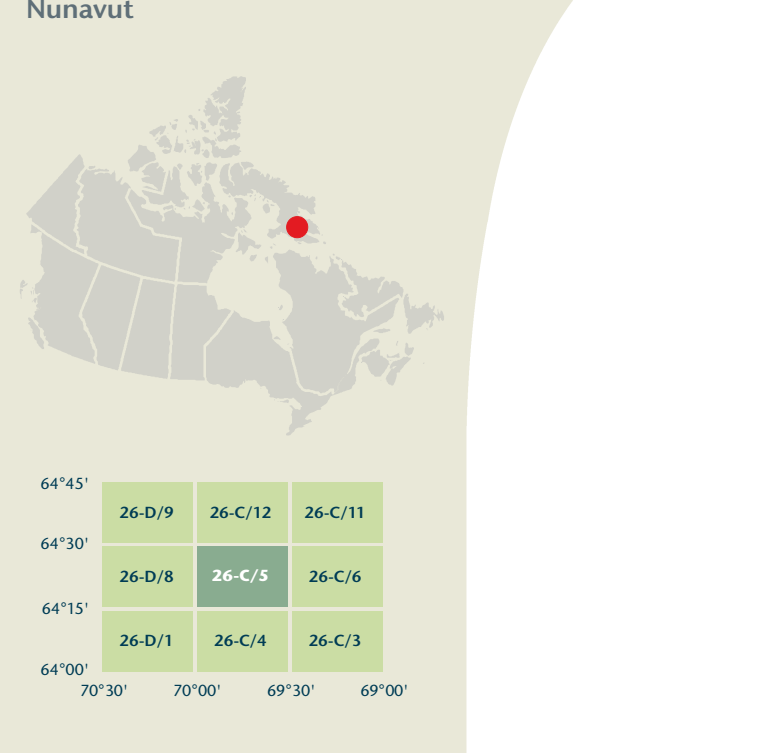 Nunavut
64°45'
26-D/9 26-C/12 26-C/11
64°30'
26-D/8 26-C/5 26-C/6
64°15'
26-D/1 26-C/4 26-C/3
64°00'
70°30' 70°00' 69°30' 69°00'